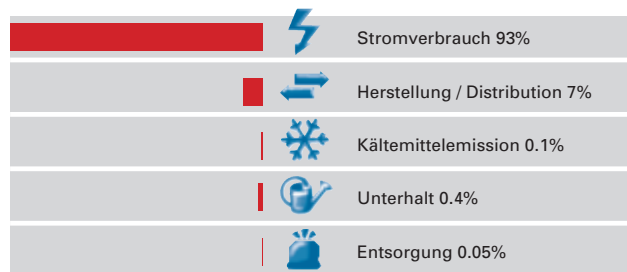 Stromverbrauch 93%
Herstellung / Distribution 7%
Kältemittelemission 0.1%
Unterhalt 0.4%
Entsorgung 0.05%